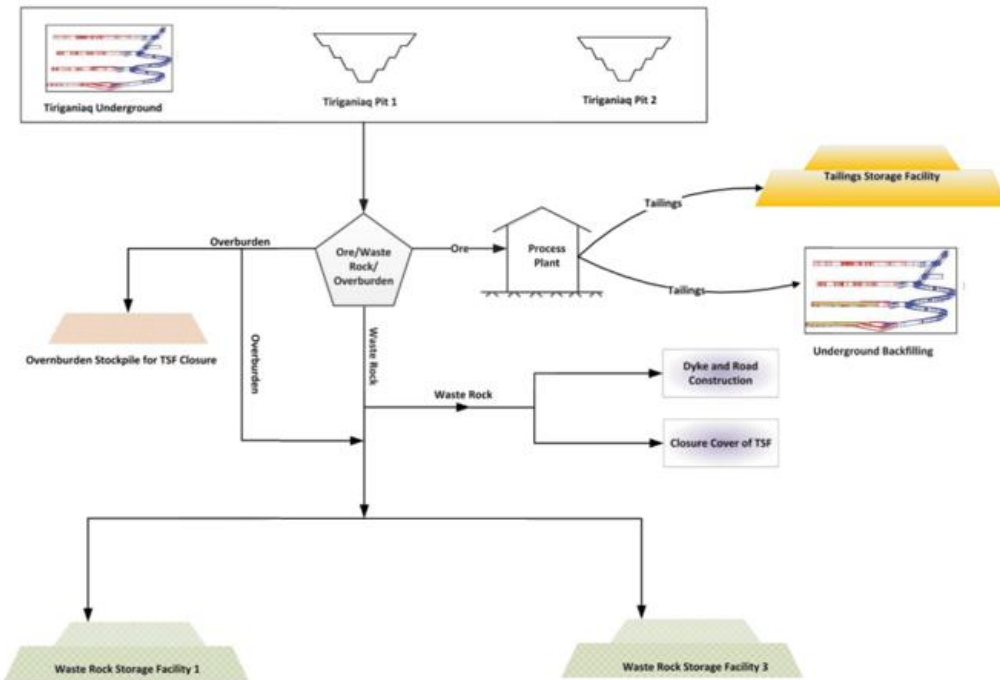 Tiriganiaq Underground
Tiriganiaq Pit 1
Tiriganiaq Pit 2
Tailings Storage Facility
Tailings
Overburden
Ore/Waste
Rock/
Overburden
Ore
Process
Plant
Tailings
Underground Backfilling
Overnburden Stockpile for TSF Closure
Overburden
Waste Rock
Waste Rock
Dyke and Road
Construction
Closure Cover of TSF
Waste Rock Storage Facility 1
Waste Rock Storage Facility 3